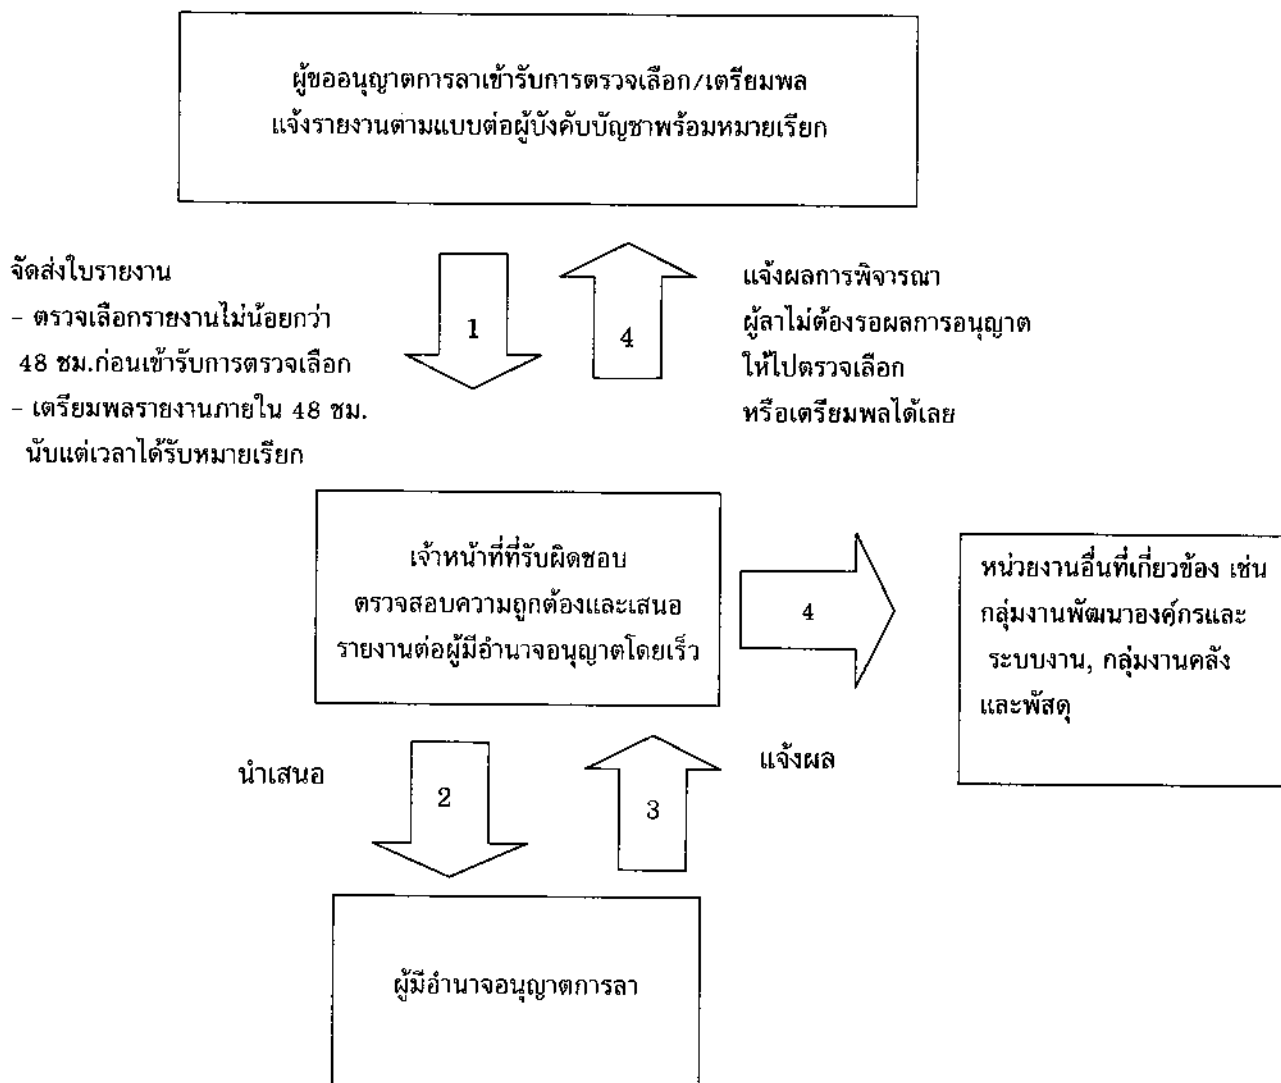 ผู้ขออนุญาตการลาเข้ารับการตรวจเลือก/เตรียมพล
แจ้งรายงานตามแบบต่อผู้บังคับบัญชาพร้อมหมายเรียก
จัดส่งใบรายงาน
- ตรวจเลือกรายงานไม่น้อยกว่า
48 ชม.ก่อนเข้ารับการตรวจเลือก
- เตรียมพลรายงานภายใน 48 ชม.
นับแต่เวลาได้รับหมายเรียก
1
4
แจ้งผลการพิจารณา
ผู้ลาไม่ต้องรอผลการอนุญาต
ให้ไปตรวจเลือก
หรือเตรียมพลได้เลย
เจ้าหน้าที่ที่รับผิดชอบ
ตรวจสอบความถูกต้องและเสนอ
รายงานต่อผู้มีอำนาจอนุญาตโดยเร็ว
4
หน่วยงานอื่นที่เกี่ยวข้อง เช่น
กลุ่มงานพัฒนาองค์กรและ
ระบบงาน, กลุ่มงานคลัง
และพัสดุ
นำเสนอ
2
3
แจ้งผล
ผู้มีอำนาจอนุญาตการลา